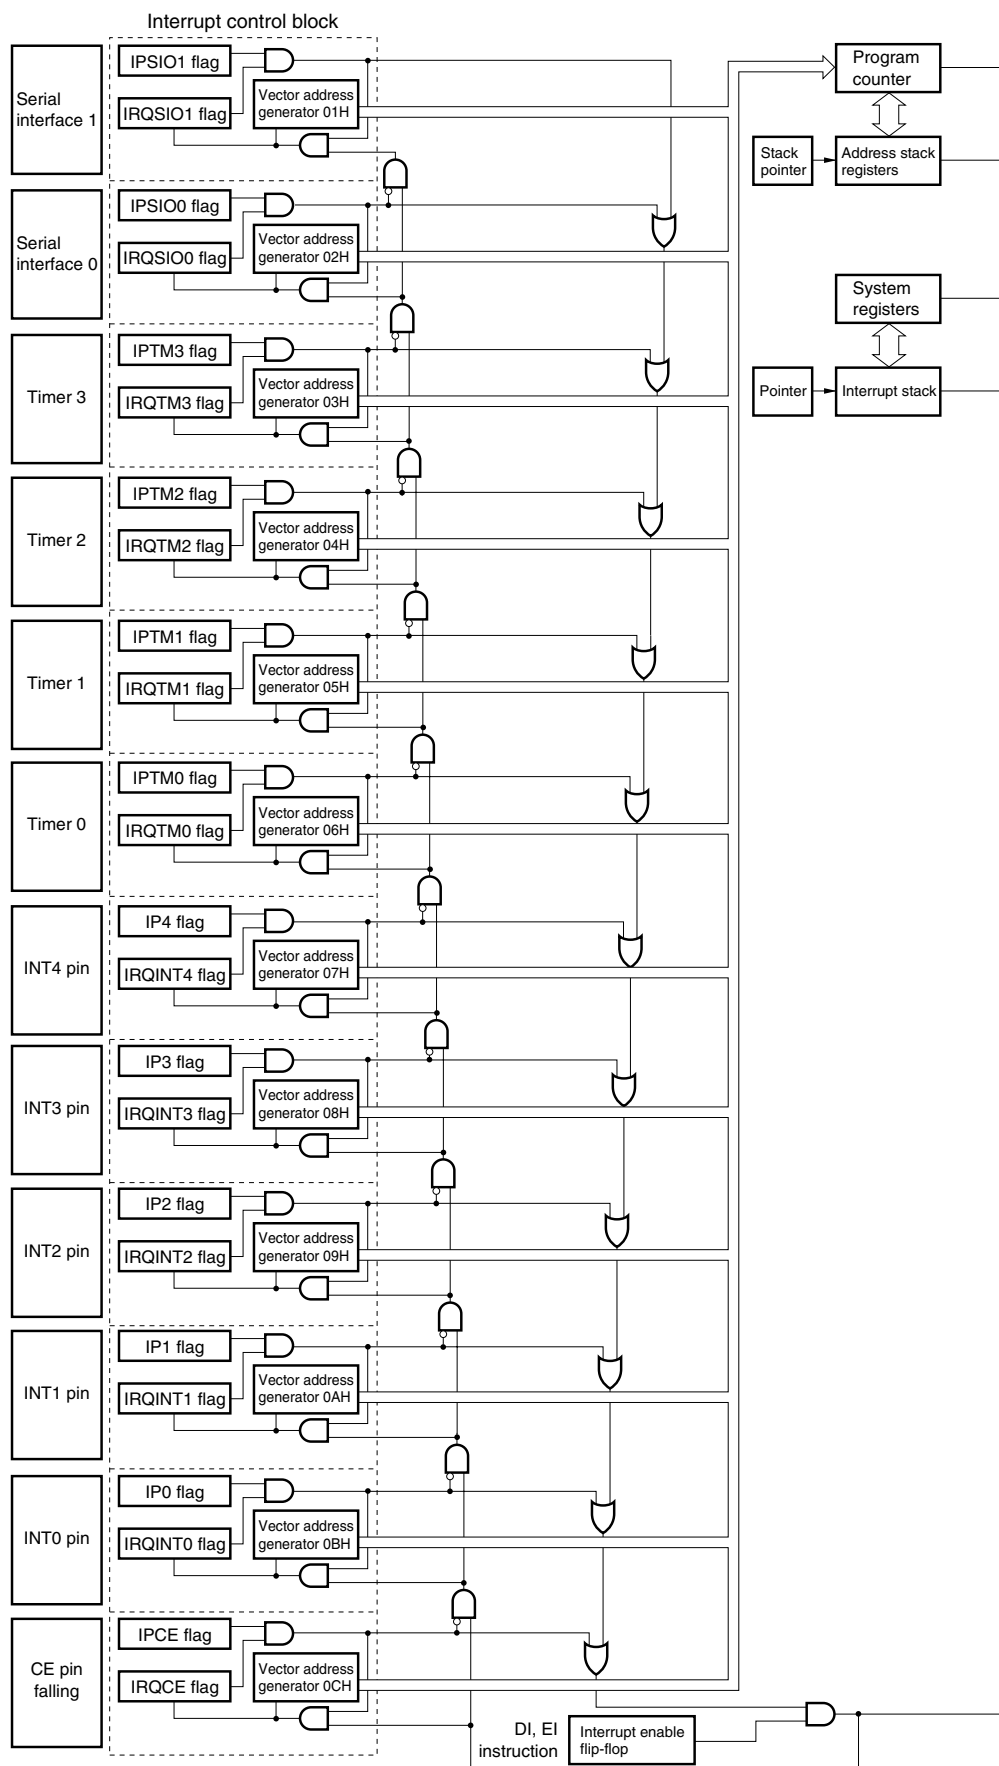 Interrupt control block
Serial
interface 1
IPSIO1 flag
IRQSIO1 flag
Vector address
generator 01H
Program
counter
Stack
pointer
Address stack
registers
Serial
interface 0
IPSIO0 flag
IRQSIO0 flag
Vector address
generator 02H
System
registers
Pointer
Interrupt stack
Timer 3
IPTM3 flag
IRQTM3 flag
Vector address
generator 03H
Timer 2
IPTM2 flag
IRQTM2 flag
Vector address
generator 04H
Timer 1
IPTM1 flag
IRQTM1 flag
Vector address
generator 05H
Timer 0
IPTM0 flag
IRQTM0 flag
Vector address
generator 06H
INT4 pin
IP4 flag
IRQINT4 flag
Vector address
generator 07H
INT3 pin
IP3 flag
IRQINT3 flag
Vector address
generator 08H
INT2 pin
IP2 flag
IRQINT2 flag
Vector address
generator 09H
INT1 pin
IP1 flag
IRQINT1 flag
Vector address
generator 0AH
INT0 pin
IP0 flag
IRQINT0 flag
Vector address
generator 0BH
CE pin
falling
IPCE flag
IRQCE flag
Vector address
generator 0CH
DI, EI
instruction
Interrupt enable
flip-flop